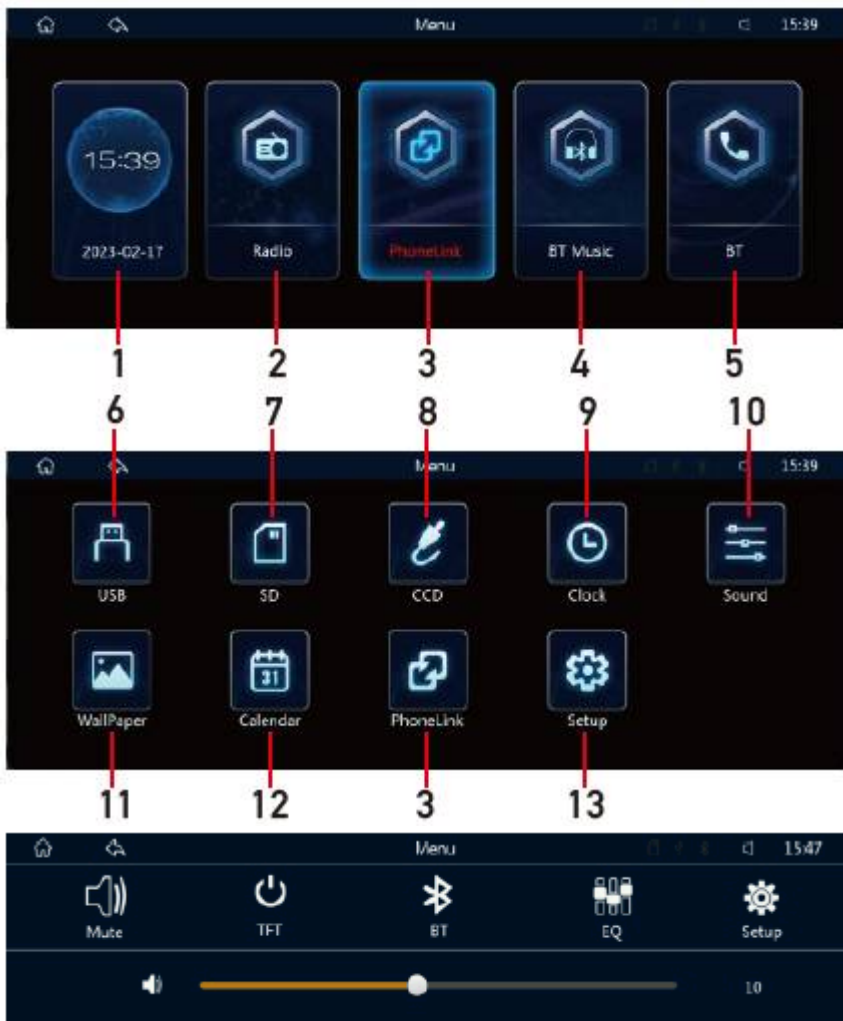 Menu 15:39
15:39
2023-02-17 Radio PhoneLink BT Music BT
1 2 3 4 5
6 7 8 9 10
Menu 15:39
USB SD CCD Clock Sound
31
WallPaper Calendar PhoneLink Setup
11 12 3 13
Menu 15:47
Mute TFT BT EQ Setup
10